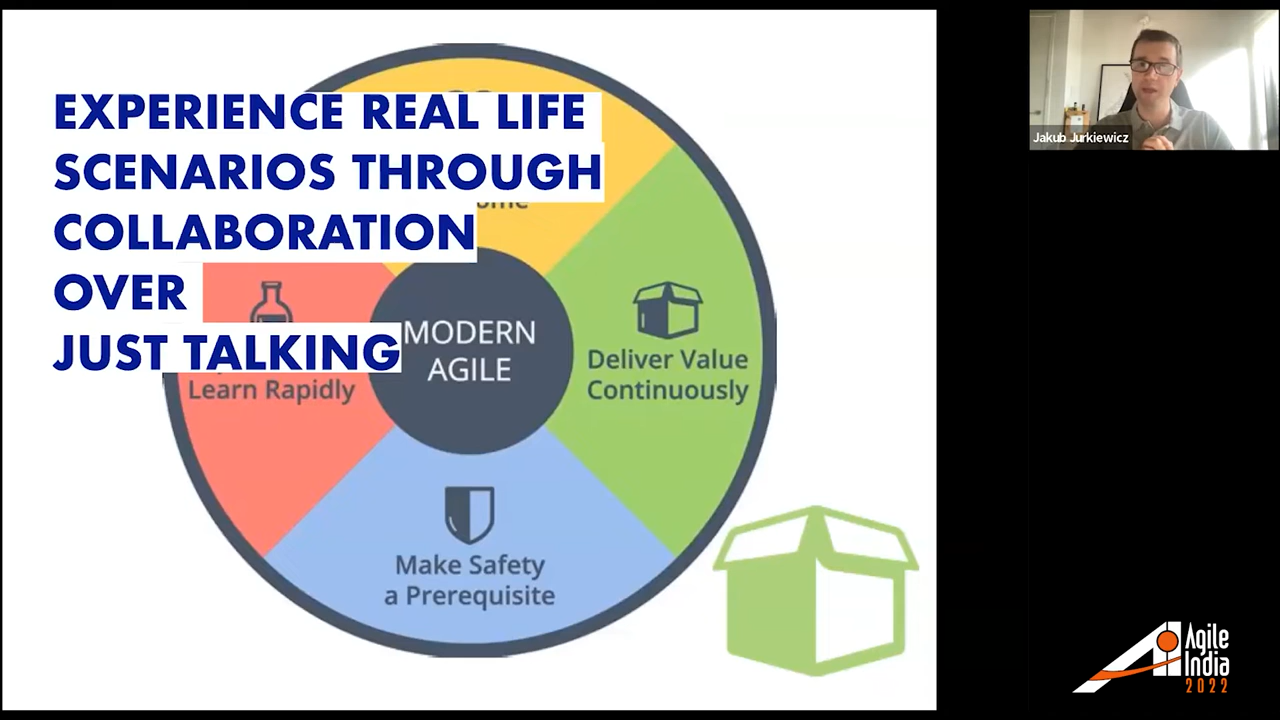 EXPERIENCE REAL LIFE
SCENARIOS THROUGH
COLLABORATION
OVER
JUST TALKING
MODERN
AGILE
Learn Rapidly
Deliver Value
Continuously
Make Safety
a Prerequisite
Jakub Jurkiewicz
Agile
India
2022